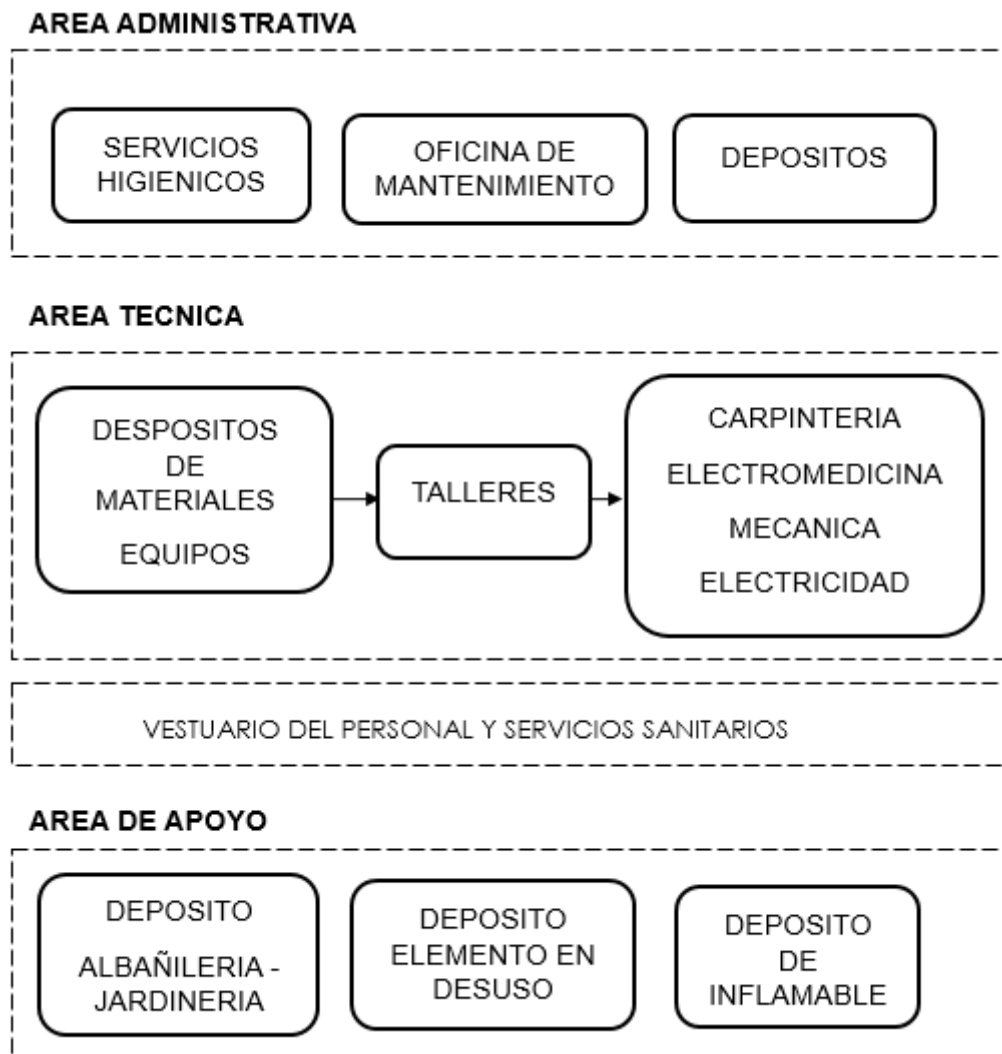 AREA ADMINISTRATIVA
SERVICIOS
HIGIENICOS
OFICINA DE
MANTENIMIENTO
DEPOSITOS
AREA TECNICA
DESPOSITOS
DE
MATERIALES
EQUIPOS
TALLERES
CARPINTERIA
ELECTROMEDICINA
MECANICA
ELECTRICIDAD
VESTUARIO DEL PERSONAL Y SERVICIOS SANITARIOS
AREA DE APOYO
DEPOSITO
ALBAÑILERIA -
JARDINERIA
DEPOSITO
ELEMENTO EN
DESUSO
DEPOSITO
DE
INFLAMABLE